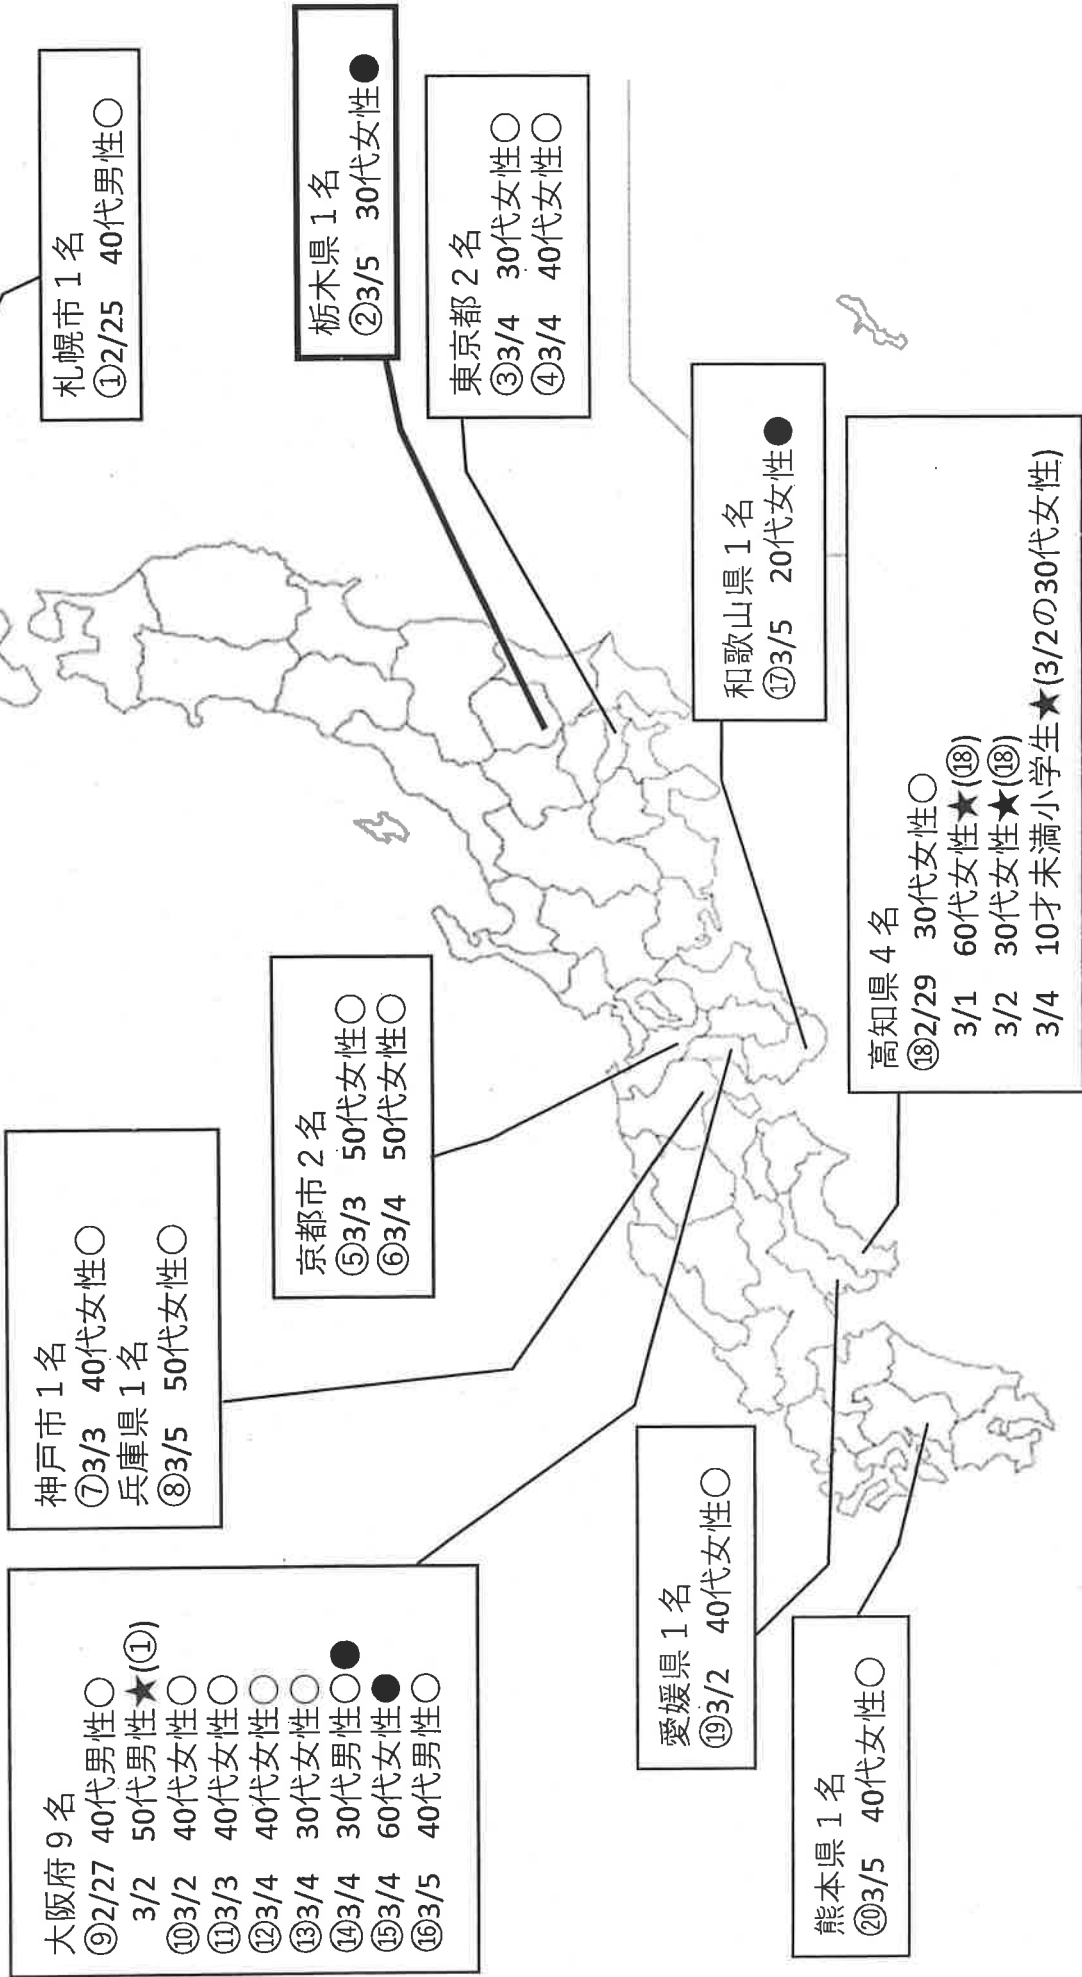 大阪府９名
⑨2/27 40代男性○
3/2 50代男性★(①)
⑩3/2 40代女性○
⑪3/3 40代女性○
⑫3/4 40代女性○
⑬3/4 30代女性○
⑭3/4 30代男性○●
⑮3/4 60代女性●
⑯3/5 40代男性○
神戸市１名
⑦3/3 40代女性○
兵庫県１名
⑧3/5 50代女性○
京都市２名
⑤3/3 50代女性○
⑥3/4 50代女性○
札幌市１名
①2/25 40代男性○
栃木県１名
②3/5 30代女性●
東京都２名
③3/4 30代女性○
④3/4 40代女性○
和歌山県１名
⑰3/5 20代女性●
高知県４名
⑱2/29 30代女性○
3/1 60代女性★(⑱)
3/2 30代女性★(⑱)
3/4 10才未満小学生★(3/2の30代女性)
愛媛県１名
⑲3/2 40代女性○
熊本県１名
⑳3/5 40代女性○